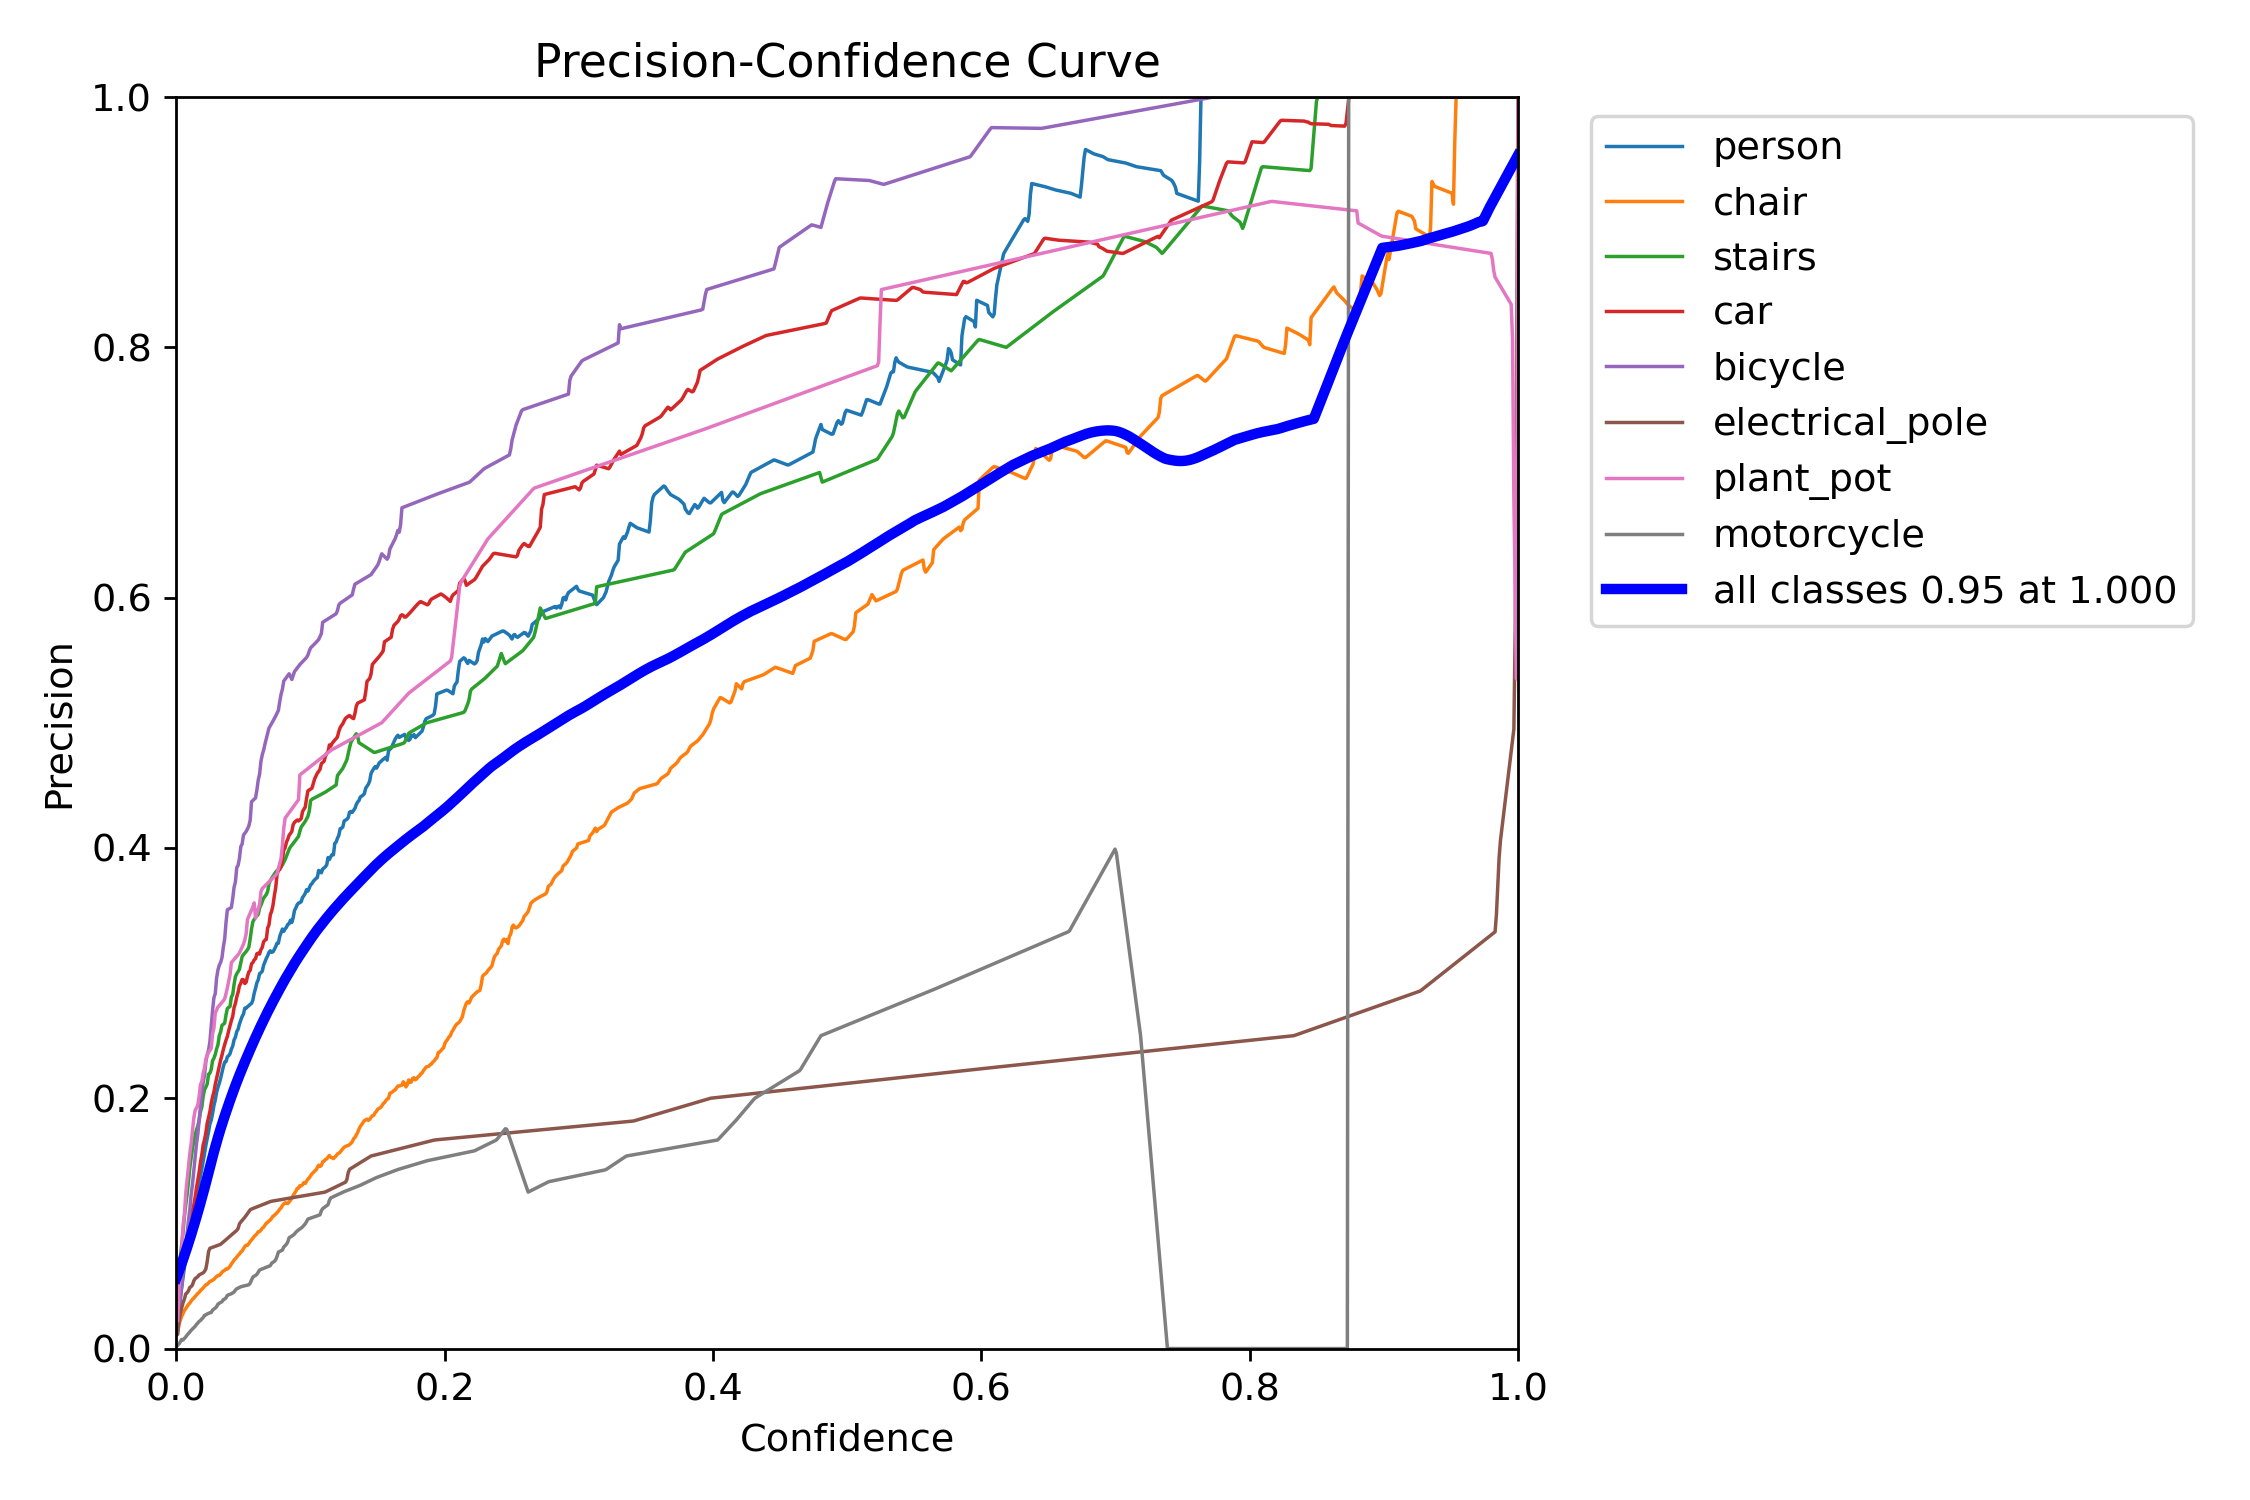 Precision-Confidence Curve
1.0
0.8
0.6
0.4
0.2
0.0
Precision
0.0 0.2 0.4 0.6 0.8 1.0
Confidence
person
chair
stairs
car
bicycle
electrical_pole
plant_pot
motorcycle
all classes 0.95 at 1.000